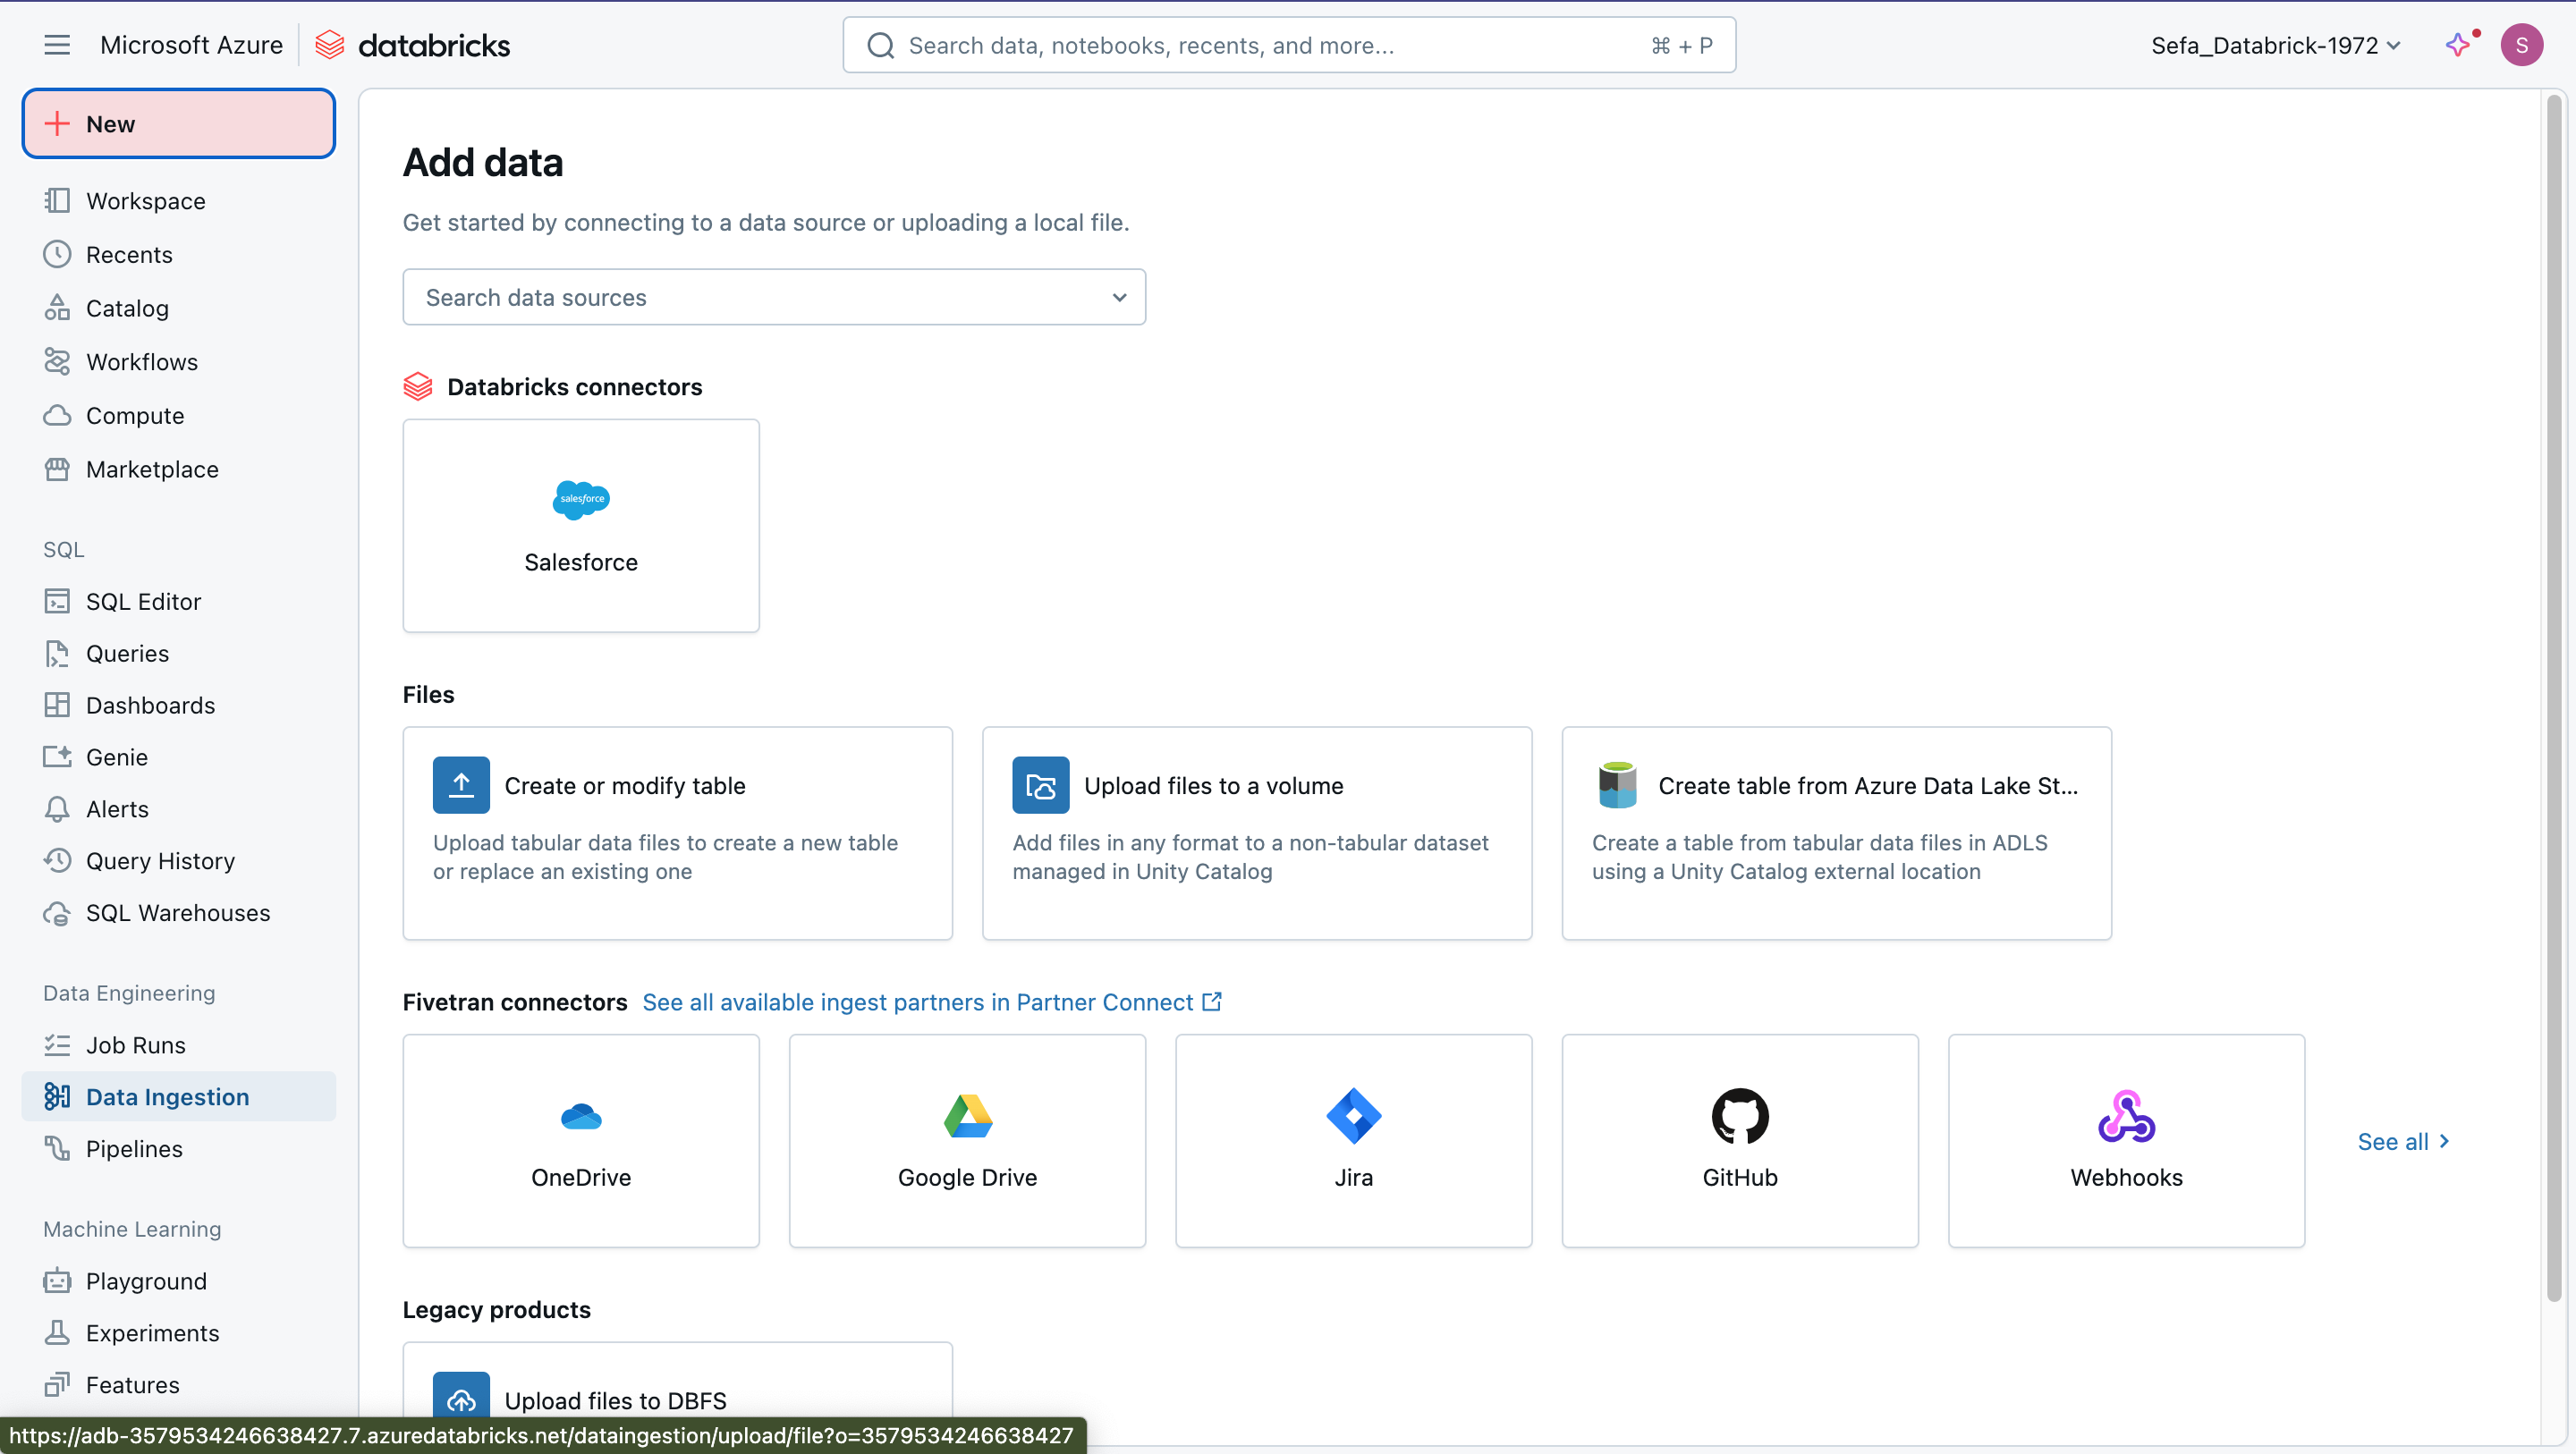 Microsoft Azure
databricks
Search data, notebooks, recents, and more...
⌘ + P
Sefa_Databrick-1972
S
New
Workspace
Recents
Catalog
Workflows
Compute
Marketplace
SQL
SQL Editor
Queries
Dashboards
Genie
Alerts
Query History
SQL Warehouses
Data Engineering
Job Runs
Data Ingestion
Pipelines
Machine Learning
Playground
Experiments
Features
Add data
Get started by connecting to a data source or uploading a local file.
Search data sources
Databricks connectors
salesforce
Salesforce
Files
Create or modify table
Upload tabular data files to create a new table
or replace an existing one
Upload files to a volume
Add files in any format to a non-tabular dataset
managed in Unity Catalog
Create table from Azure Data Lake St...
Create a table from tabular data files in ADLS
using a Unity Catalog external location
Fivetran connectors
See all available ingest partners in Partner Connect
OneDrive
Google Drive
Jira
GitHub
Webhooks
See all
Legacy products
Upload files to DBFS
https://adb-3579534246638427.7.azuredatabricks.net/dataingestion/upload/file?o=3579534246638427